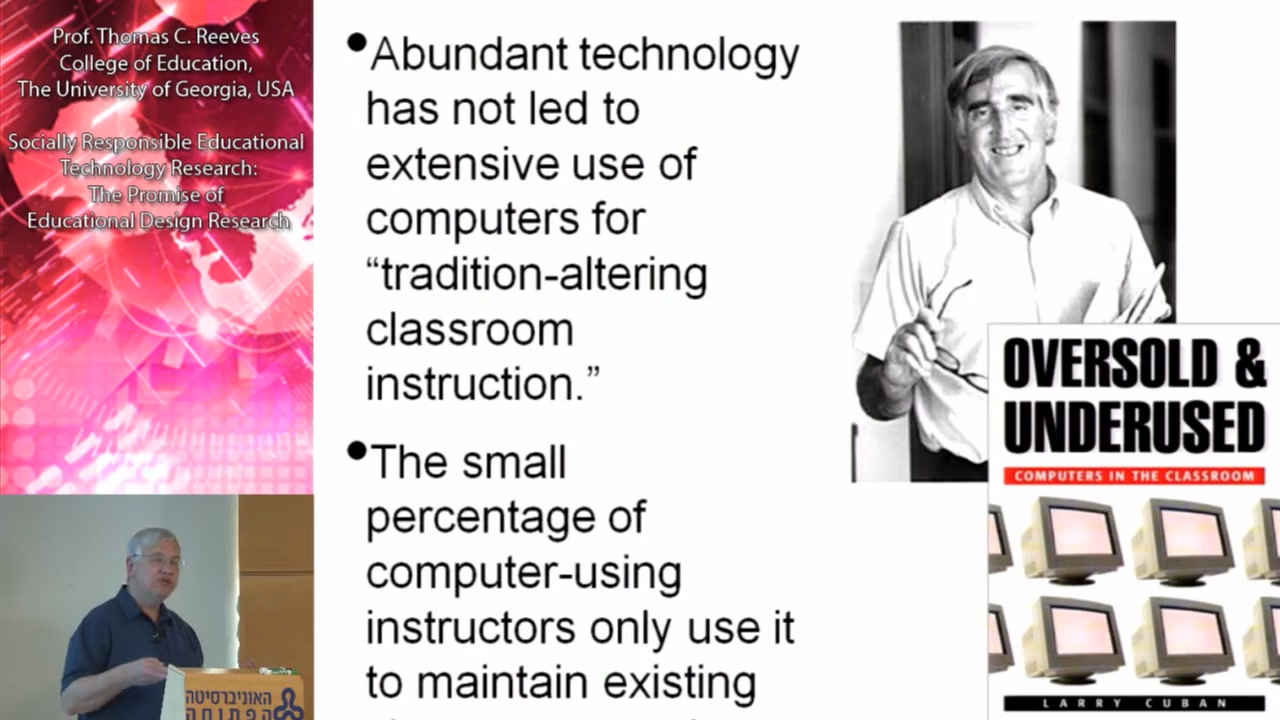 Prof. Thomas C. Reeves
College of Education,
The University of Georgia, USA
Socially Responsible Educational
Technology Research:
The Promise of
Educational Design Research
•Abundant technology
has not led to
extensive use of
computers for
“tradition-altering
classroom
instruction.”
•The small
percentage of
computer-using
instructors only use it
to maintain existing
OVERSOLD &
UNDERUSED
COMPUTERS IN THE CLASSROOM
LARRY CUBAN
האוניברסיטה
הפתוחה